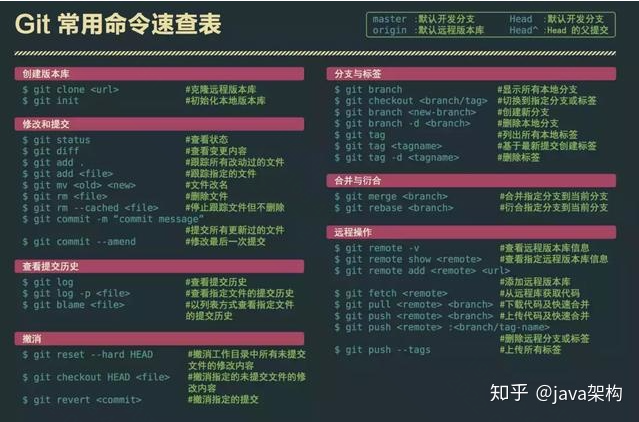 Git 常用命令速查表
master :默认开发分支 Head :默认开发分支
origin :默认远程版本库 Head^ :Head 的父提交
创建版本库
$ git clone <url> #克隆远程版本库
$ git init #初始化本地版本库
修改和提交
$ git status #查看状态
$ git diff #查看变更内容
$ git add . #跟踪所有改动过的文件
$ git add <file> #跟踪指定的文件
$ git mv <old> <new> #文件改名
$ git rm <file> #删除文件
$ git rm --cached <file> #停止跟踪文件但不删除
$ git commit -m “commit message”
#提交所有更新过的文件
$ git commit --amend #修改最后一次提交
查看提交历史
$ git log #查看提交历史
$ git log -p <file> #查看指定文件的提交历史
$ git blame <file> #以列表方式查看指定文件
的提交历史
撤消
$ git reset --hard HEAD #撤消工作目录中所有未提交
文件的修改内容
$ git checkout HEAD <file> #撤消指定的未提交文件的修
改内容
$ git revert <commit> #撤消指定的提交
分支与标签
$ git branch #显示所有本地分支
$ git checkout <branch/tag> #切换到指定分支或标签
$ git branch <new-branch> #创建新分支
$ git branch -d <branch> #删除本地分支
$ git tag #列出所有本地标签
$ git tag <tagname> #基于最新提交创建标签
$ git tag -d <tagname> #删除标签
合并与衍合
$ git merge <branch> #合并指定分支到当前分支
$ git rebase <branch> #衍合指定分支到当前分支
远程操作
$ git remote -v #查看远程版本库信息
$ git remote show <remote> #查看指定远程版本库信息
$ git remote add <remote> <url>
#添加远程版本库
$ git fetch <remote> #从远程库获取代码
$ git pull <remote> <branch> #下载代码及快速合并
$ git push <remote> <branch> #上传代码及快速合并
$ git push <remote> :<branch/tag-name>
#删除远程分支或标签
$ git push --tags #上传所有标签
知乎 @java架构